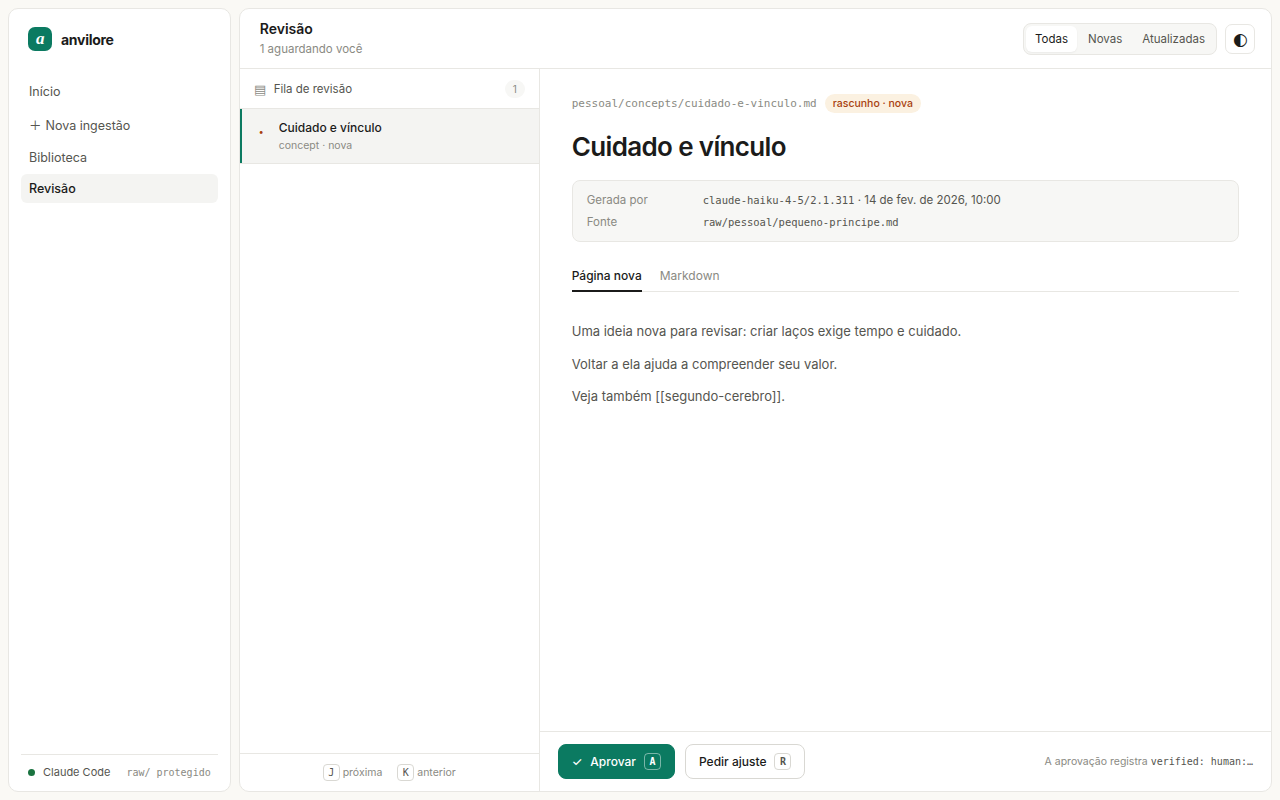 a anvilore
Início
+ Nova ingestão
Biblioteca
Revisão
Claude Code raw/ protegido
Revisão
1 aguardando você
Todas Novas Atualizadas
Fila de revisão 1
Cuidado e vínculo
concept · nova
J próxima K anterior
pessoal/concepts/cuidado-e-vinculo.md rascunho · nova
Cuidado e vínculo
Gerada por claude-haiku-4-5/2.1.311 · 14 de fev. de 2026, 10:00
Fonte raw/pessoal/pequeno-principe.md
Página nova Markdown
Uma ideia nova para revisar: criar laços exige tempo e cuidado.
Voltar a ela ajuda a compreender seu valor.
Veja também [[segundo-cerebro]].
✓ Aprovar A Pedir ajuste R A aprovação registra verified: human:…